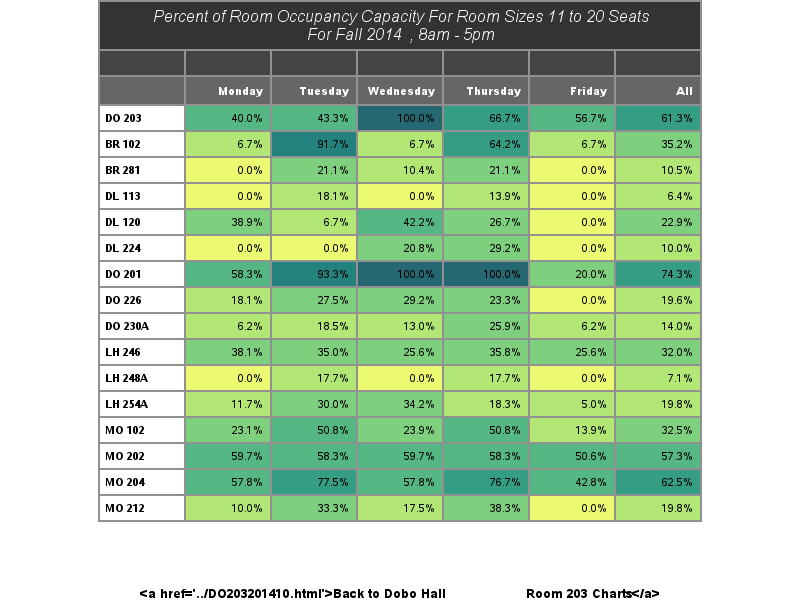 Percent of Room Occupancy Capacity For Room Sizes 11 to 20 Seats
For Fall 2014 , 8am - 5pm
Monday Tuesday Wednesday Thursday Friday All
DO 203 40.0% 43.3% 100.0% 66.7% 56.7% 61.3%
BR 102 6.7% 91.7% 6.7% 64.2% 6.7% 35.2%
BR 281 0.0% 21.1% 10.4% 21.1% 0.0% 10.5%
DL 113 0.0% 18.1% 0.0% 13.9% 0.0% 6.4%
DL 120 38.9% 6.7% 42.2% 26.7% 0.0% 22.9%
DL 224 0.0% 0.0% 20.8% 29.2% 0.0% 10.0%
DO 201 58.3% 93.3% 100.0% 100.0% 20.0% 74.3%
DO 226 18.1% 27.5% 29.2% 23.3% 0.0% 19.6%
DO 230A 6.2% 18.5% 13.0% 25.9% 6.2% 14.0%
LH 246 38.1% 35.0% 25.6% 35.8% 25.6% 32.0%
LH 248A 0.0% 17.7% 0.0% 17.7% 0.0% 7.1%
LH 254A 11.7% 30.0% 34.2% 18.3% 5.0% 19.8%
MO 102 23.1% 50.8% 23.9% 50.8% 13.9% 32.5%
MO 202 59.7% 58.3% 59.7% 58.3% 50.6% 57.3%
MO 204 57.8% 77.5% 57.8% 76.7% 42.8% 62.5%
MO 212 10.0% 33.3% 17.5% 38.3% 0.0% 19.8%
<a href='../DO203201410.html'>Back to Dobo Hall Room 203 Charts</a>